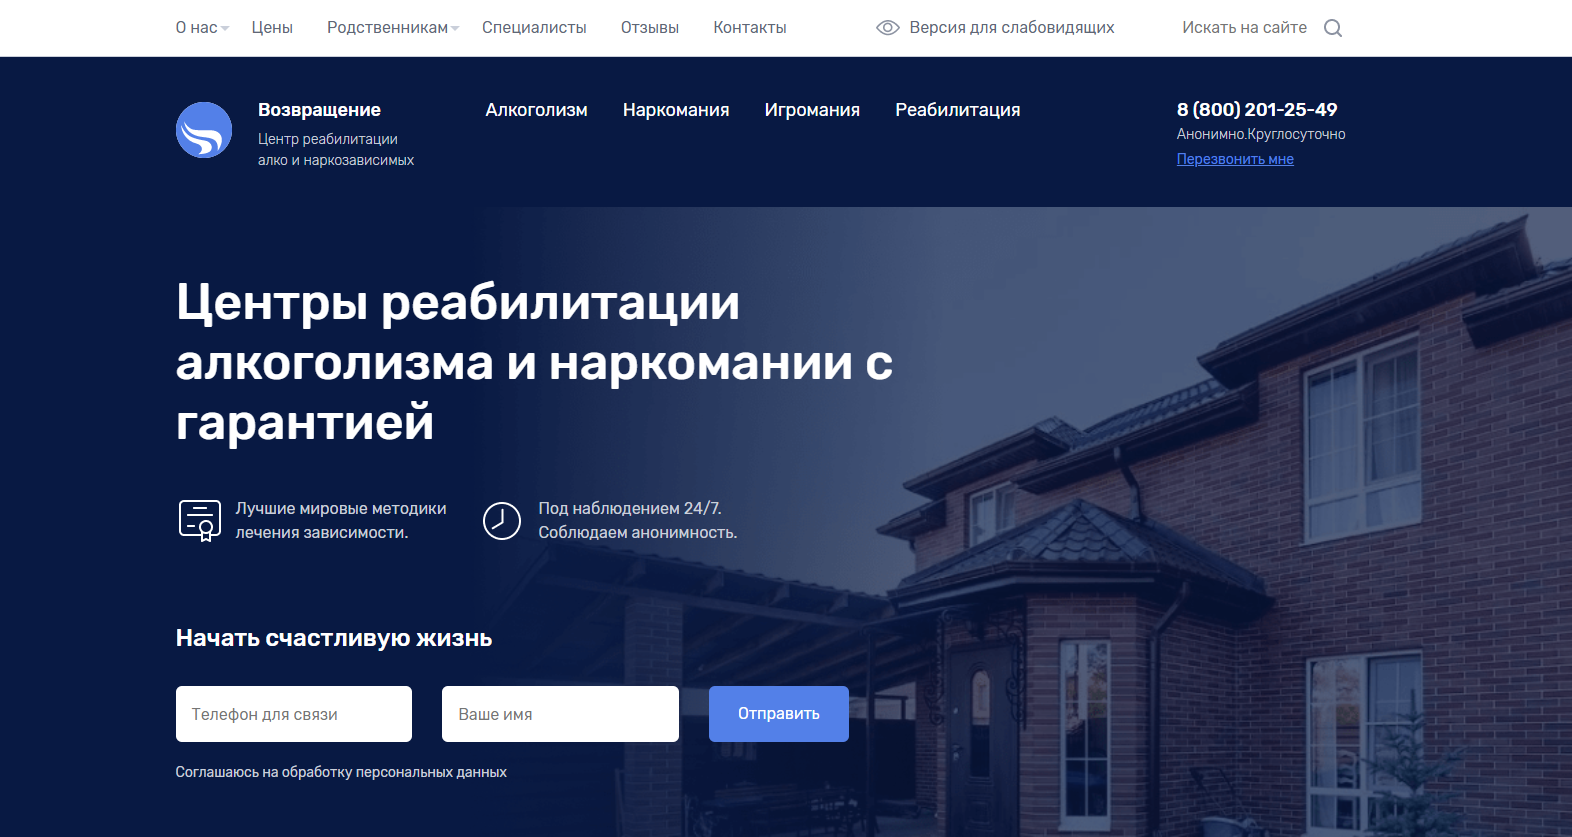 О нас
Цены
Родственникам
Специалисты
Отзывы
Контакты
Версия для слабовидящих
Искать на сайте
Возвращение
Центр реабилитации
алко и наркозависимых
Алкоголизм
Наркомания
Игромания
Реабилитация
8 (800) 201-25-49
Анонимно.Круглосуточно
Перезвонить мне
Центры реабилитации
алкоголизма и наркомании с
гарантией
Лучшие мировые методики
лечения зависимости.
Под наблюдением 24/7.
Соблюдаем анонимность.
Начать счастливую жизнь
Телефон для связи
Ваше имя
Отправить
Соглашаюсь на обработку персональных данных